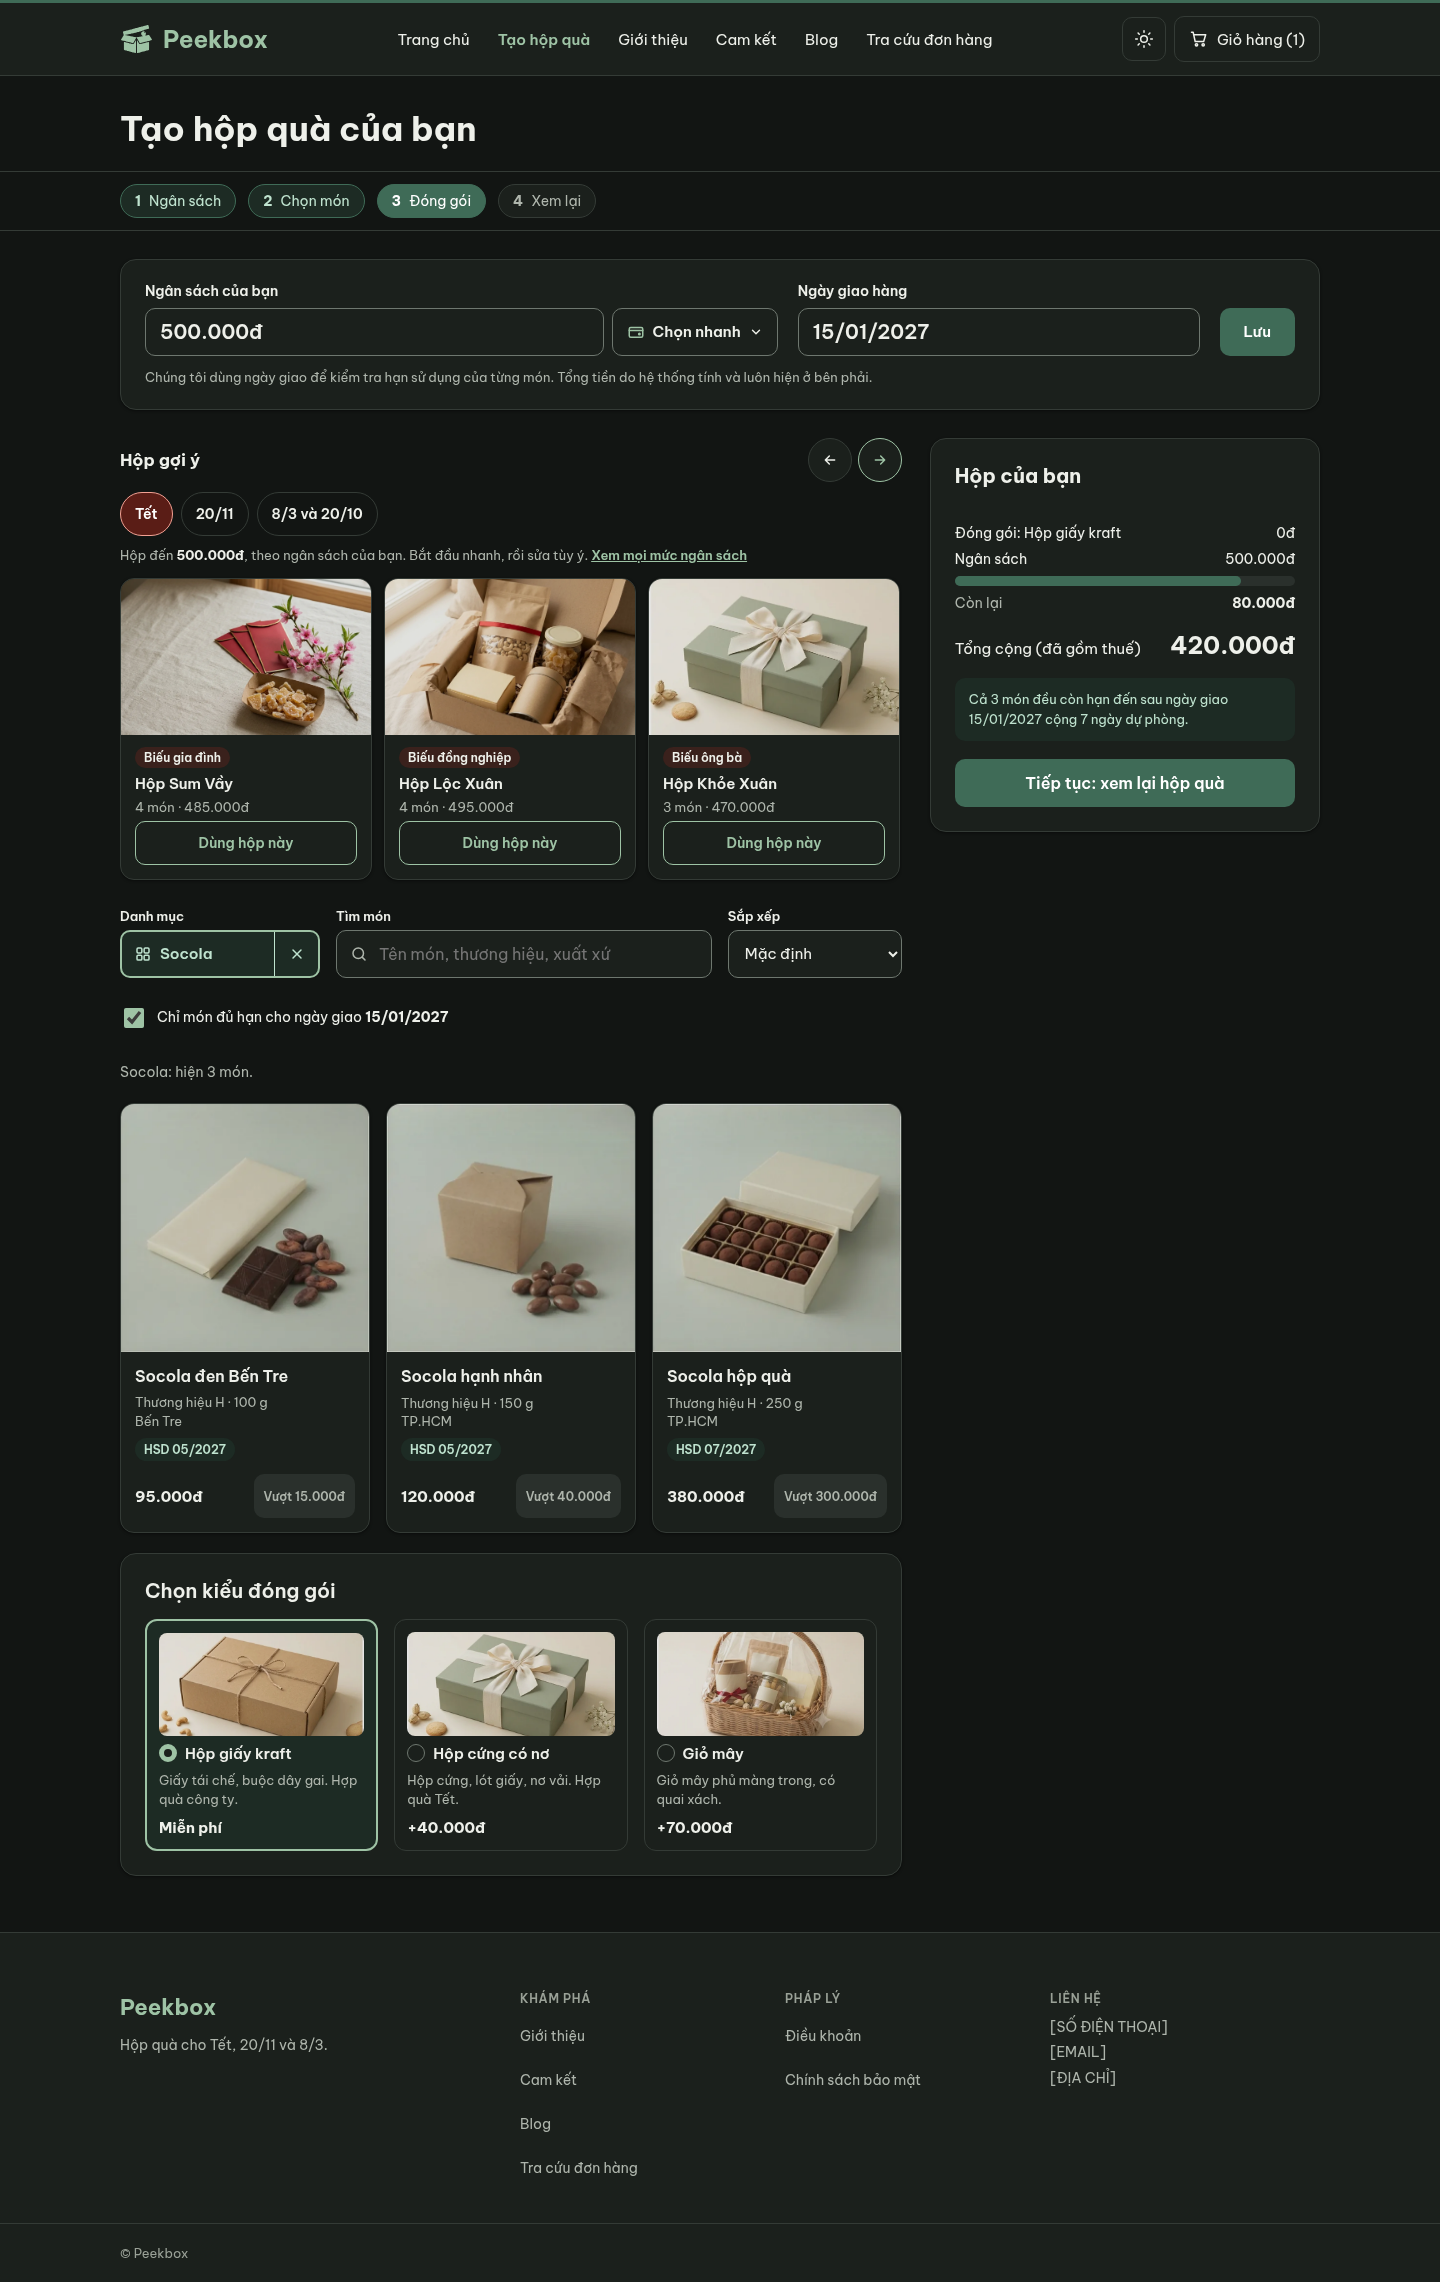 Peekbox
Trang chủ
Tạo hộp quà
Giới thiệu
Cam kết
Blog
Tra cứu đơn hàng
Giỏ hàng (1)
Tạo hộp quà của bạn
1 Ngân sách
2 Chọn món
3 Đóng gói
4 Xem lại
Ngân sách của bạn
500.000đ
Chọn nhanh
Ngày giao hàng
15/01/2027
Lưu
Chúng tôi dùng ngày giao để kiểm tra hạn sử dụng của từng món. Tổng tiền do hệ thống tính và luôn hiện ở bên phải.
Hộp gợi ý
Tết
20/11
8/3 và 20/10
Hộp đến 500.000đ, theo ngân sách của bạn. Bắt đầu nhanh, rồi sửa tùy ý. Xem mọi mức ngân sách
Biếu gia đình
Hộp Sum Vầy
4 món · 485.000đ
Dùng hộp này
Biếu đồng nghiệp
Hộp Lộc Xuân
4 món · 495.000đ
Dùng hộp này
Biếu ông bà
Hộp Khỏe Xuân
3 món · 470.000đ
Dùng hộp này
Hộp của bạn
Đóng gói: Hộp giấy kraft 0đ
Ngân sách 500.000đ
Còn lại 80.000đ
Tổng cộng (đã gồm thuế) 420.000đ
Cả 3 món đều còn hạn đến sau ngày giao
15/01/2027 cộng 7 ngày dự phòng.
Tiếp tục: xem lại hộp quà
Danh mục
Socola
Tìm món
Tên món, thương hiệu, xuất xứ
Sắp xếp
Mặc định
Chỉ món đủ hạn cho ngày giao 15/01/2027
Socola: hiện 3 món.
Socola đen Bến Tre
Thương hiệu H · 100 g
Bến Tre
HSD 05/2027
95.000đ
Vượt 15.000đ
Socola hạnh nhân
Thương hiệu H · 150 g
TP.HCM
HSD 05/2027
120.000đ
Vượt 40.000đ
Socola hộp quà
Thương hiệu H · 250 g
TP.HCM
HSD 07/2027
380.000đ
Vượt 300.000đ
Chọn kiểu đóng gói
Hộp giấy kraft
Giấy tái chế, buộc dây gai. Hợp
quà công ty.
Miễn phí
Hộp cứng có nơ
Hộp cứng, lót giấy, nơ vải. Hợp
quà Tết.
+40.000đ
Giỏ mây
Giỏ mây phủ màng trong, có
quai xách.
+70.000đ
Peekbox
Hộp quà cho Tết, 20/11 và 8/3.
KHÁM PHÁ
Giới thiệu
Cam kết
Blog
Tra cứu đơn hàng
PHÁP LÝ
Điều khoản
Chính sách bảo mật
LIÊN HỆ
[SỐ ĐIỆN THOẠI]
[EMAIL]
[ĐỊA CHỈ]
© Peekbox